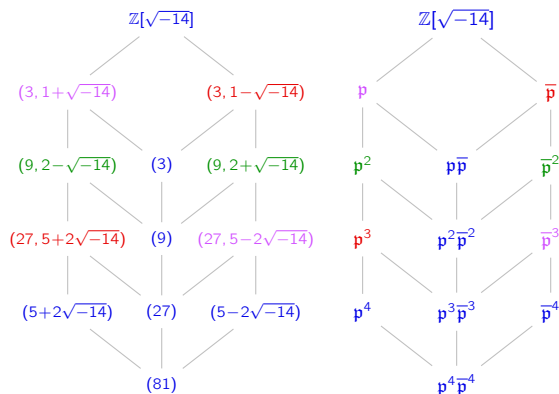 ℤ[√−14] ℤ[√−14]
(3, 1+√−14) (3, 1−√−14) 𝔭 𝔭̅
(9, 2−√−14) (3) (9, 2+√−14) 𝔭² 𝔭𝔭̅ 𝔭̅²
(27, 5+2√−14) (9) (27, 5−2√−14) 𝔭³ 𝔭²𝔭̅² 𝔭̅³
(5+2√−14) (27) (5−2√−14) 𝔭⁴ 𝔭³𝔭̅³ 𝔭̅⁴
(81) 𝔭⁴𝔭̅⁴